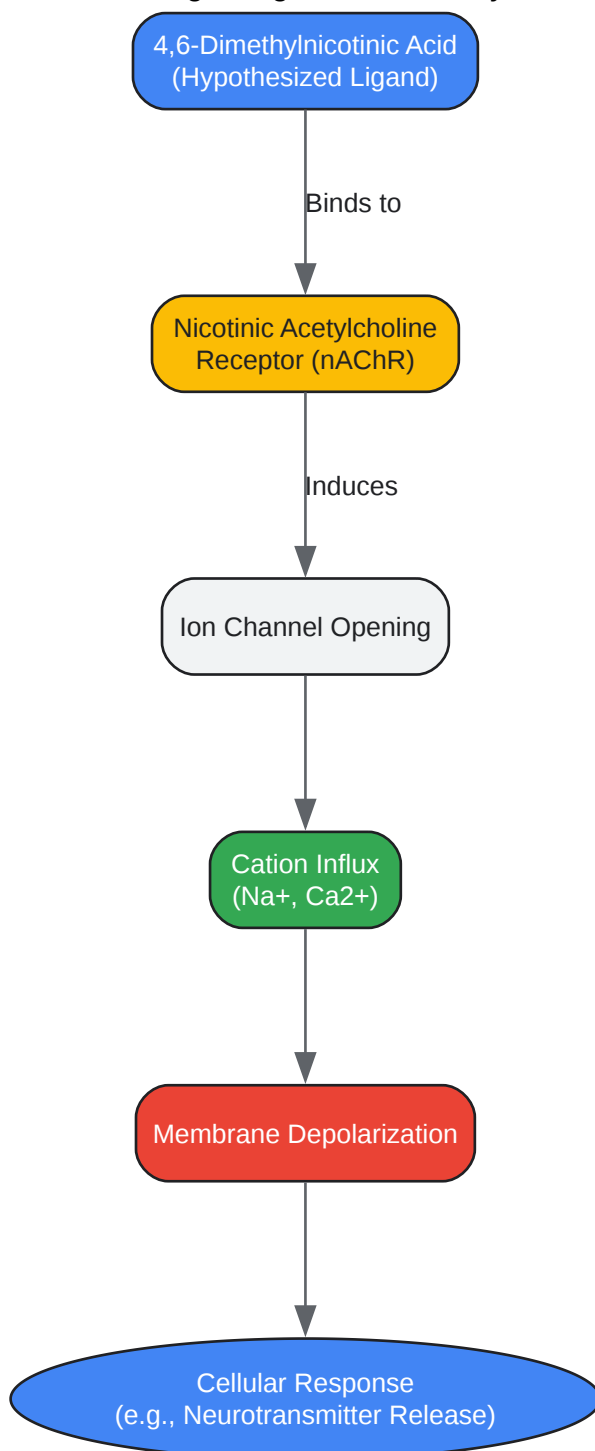 4,6-Dimethylnicotinic Acid
(Hypothesized Ligand)
Binds to
Nicotinic Acetylcholine
Receptor (nAChR)
Induces
Ion Channel Opening
Cation Influx
(Na+, Ca2+)
Membrane Depolarization
Cellular Response
(e.g., Neurotransmitter Release)